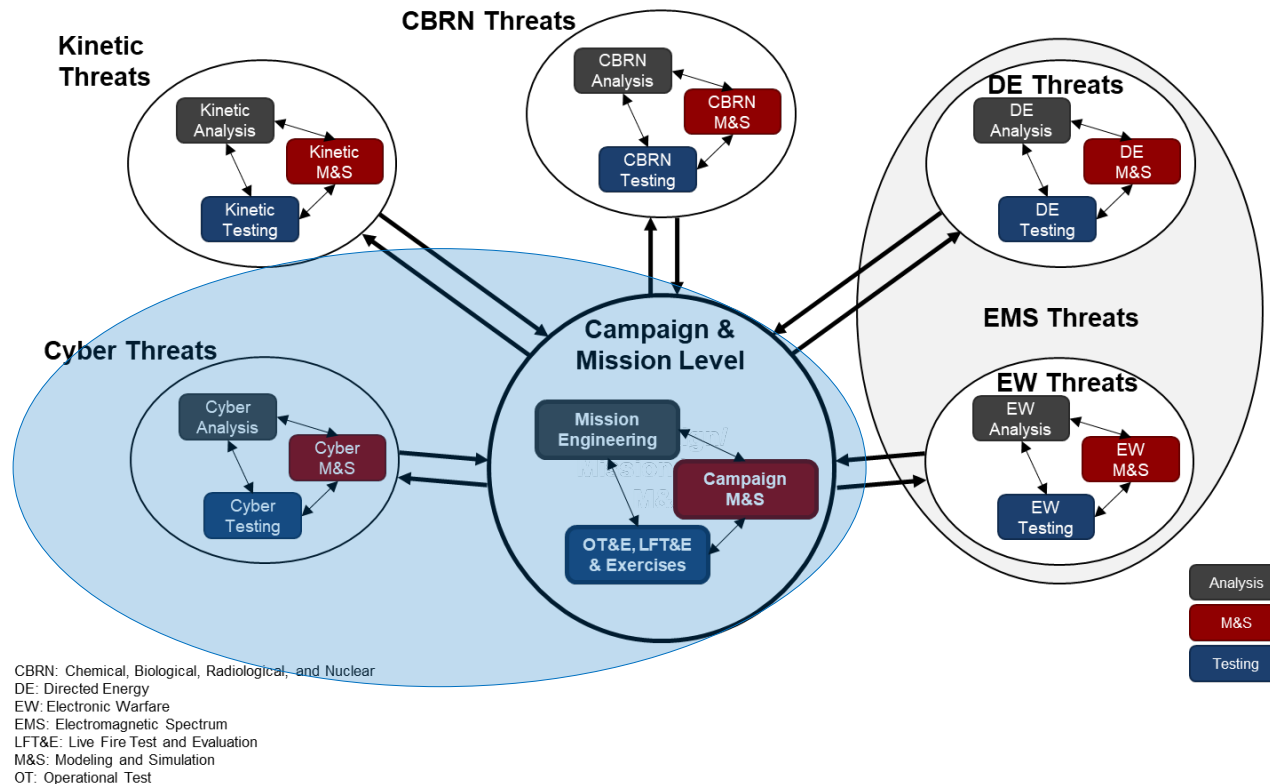 CBRN Threats
Kinetic
Threats
CBRN
Analysis
CBRN
M&S
CBRN
Testing
Kinetic
Analysis
Kinetic
M&S
Kinetic
Testing
DE Threats
DE
Analysis
DE
M&S
DE
Testing
EMS Threats
Campaign &
Mission Level
Mission
Engineering
Campaign
M&S
OT&E, LFT&E
& Exercises
Cyber Threats
Cyber
Analysis
Cyber
M&S
Cyber
Testing
EW Threats
EW
Analysis
EW
M&S
EW
Testing
Analysis
M&S
Testing
CBRN: Chemical, Biological, Radiological, and Nuclear
DE: Directed Energy
EW: Electronic Warfare
EMS: Electromagnetic Spectrum
LFT&E: Live Fire Test and Evaluation
M&S: Modeling and Simulation
OT: Operational Test